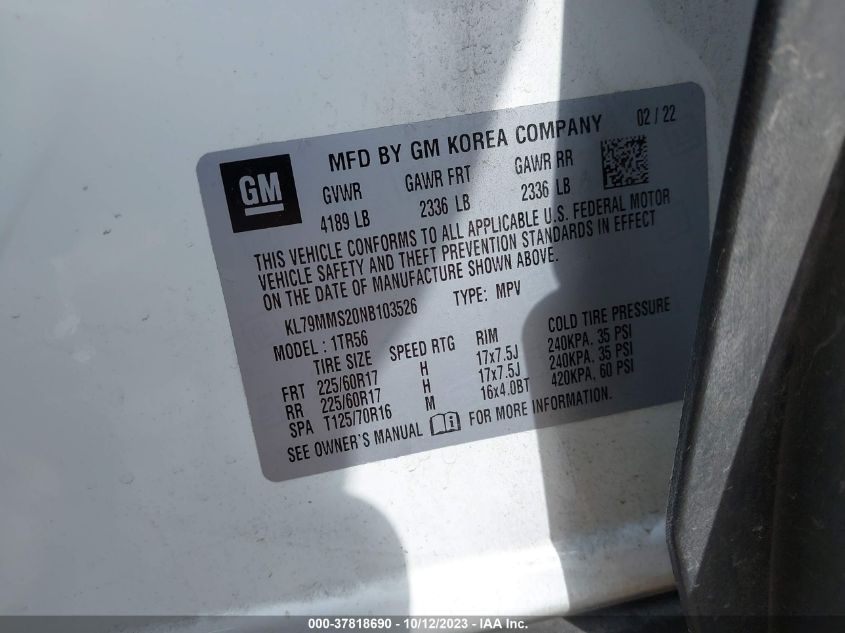 GM
MFD BY GM KOREA COMPANY 02 / 22
GVWR GAWR FRT GAWR RR
4189 LB 2336 LB 2336 LB
THIS VEHICLE CONFORMS TO ALL APPLICABLE U.S. FEDERAL MOTOR
VEHICLE SAFETY AND THEFT PREVENTION STANDARDS IN EFFECT
ON THE DATE OF MANUFACTURE SHOWN ABOVE.
KL79MMS20NB103526 TYPE: MPV
MODEL : 1TR56
TIRE SIZE SPEED RTG RIM COLD TIRE PRESSURE
FRT 225/60R17 H 17x7.5J 240KPA, 35 PSI
RR 225/60R17 H 17x7.5J 240KPA, 35 PSI
SPA T125/70R16 M 16x4.0BT 420KPA, 60 PSI
SEE OWNER'S MANUAL i FOR MORE INFORMATION.
000-37818690 - 10/12/2023 - IAA Inc.